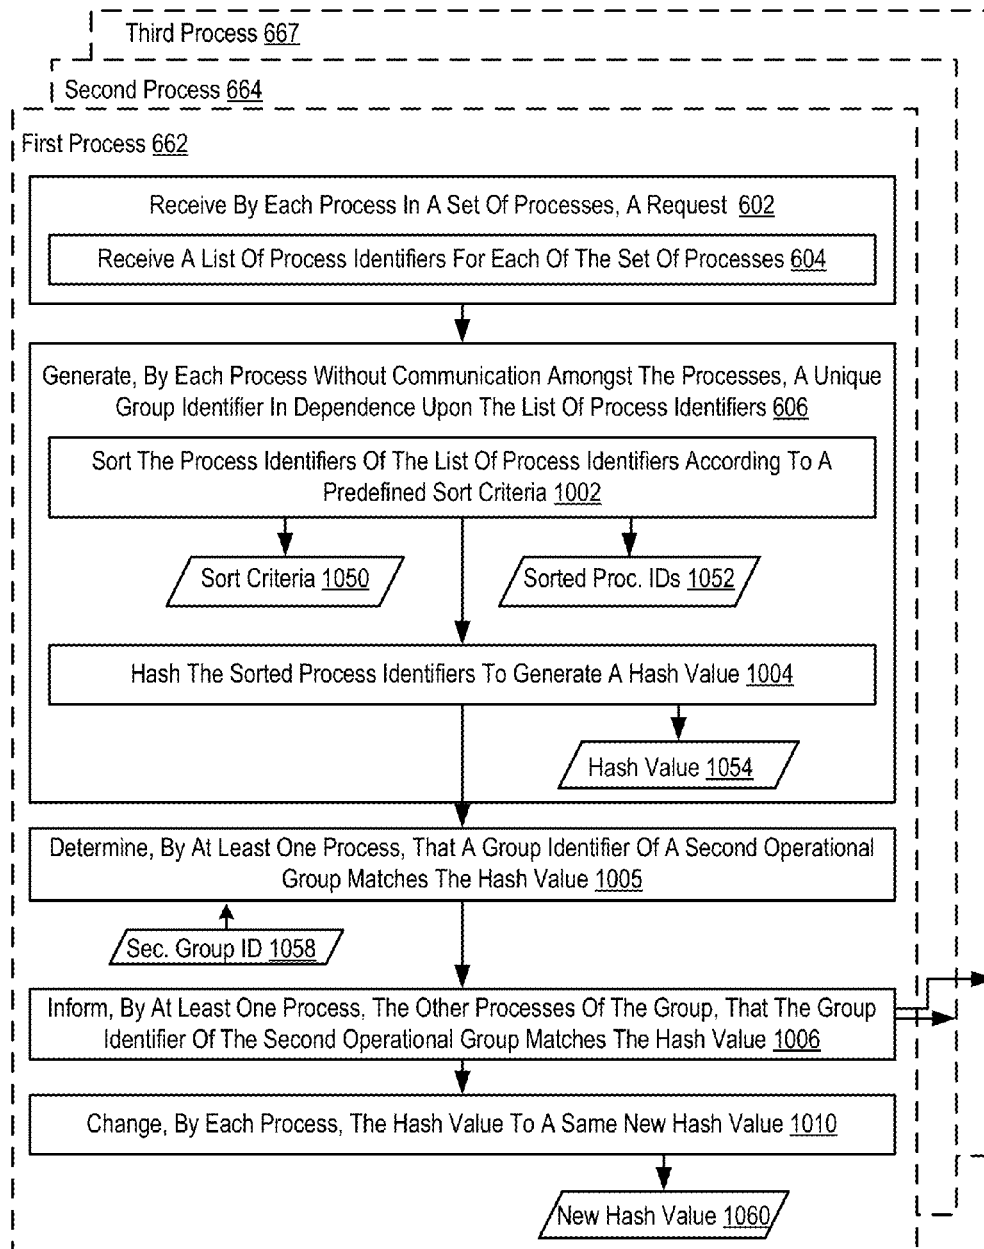 Third Process 667
Second Process 664
First Process 662
Receive By Each Process In A Set Of Processes, A Request 602
Receive A List Of Process Identifiers For Each Of The Set Of Processes 604
Generate, By Each Process Without Communication Amongst The Processes, A Unique
Group Identifier In Dependence Upon The List Of Process Identifiers 606
Sort The Process Identifiers Of The List Of Process Identifiers According To A
Predefined Sort Criteria 1002
Sort Criteria 1050
Sorted Proc. IDs 1052
Hash The Sorted Process Identifiers To Generate A Hash Value 1004
Hash Value 1054
Determine, By At Least One Process, That A Group Identifier Of A Second Operational
Group Matches The Hash Value 1005
Sec. Group ID 1058
Inform, By At Least One Process, The Other Processes Of The Group, That The Group
Identifier Of The Second Operational Group Matches The Hash Value 1006
Change, By Each Process, The Hash Value To A Same New Hash Value 1010
New Hash Value 1060